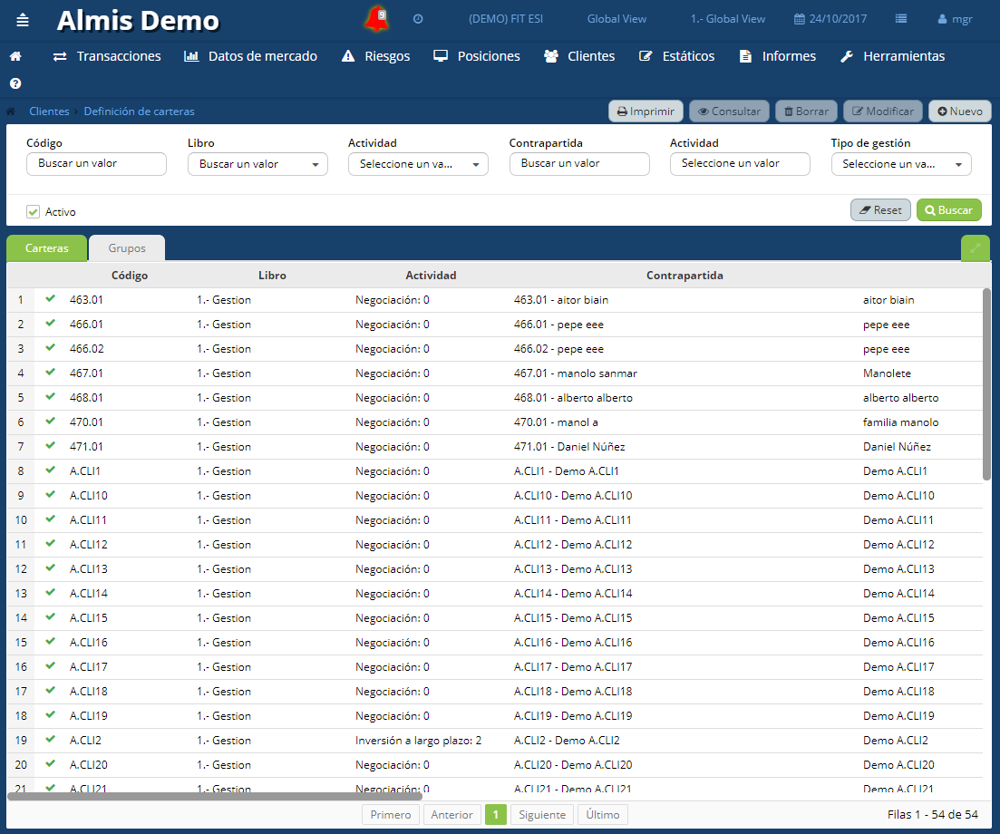 Almis Demo 9 (DEMO) FIT ESI Global View 1.- Global View 24/10/2017 mgr
Transacciones Datos de mercado Riesgos Posiciones Clientes Estáticos Informes Herramientas
Clientes Definición de carteras Imprimir Consultar Borrar Modificar Nuevo
Código Libro Actividad Contrapartida Actividad Tipo de gestión
Buscar un valor Buscar un valor Seleccione un va... Buscar un valor Seleccione un valor Seleccione un va...
Activo Reset Buscar
Carteras Grupos
Código Libro Actividad Contrapartida
1 463.01 1.- Gestion Negociación: 0 463.01 - aitor biain aitor biain
2 466.01 1.- Gestion Negociación: 0 466.01 - pepe eee pepe eee
3 466.02 1.- Gestion Negociación: 0 466.02 - pepe eee pepe eee
4 467.01 1.- Gestion Negociación: 0 467.01 - manolo sanmar Manolete
5 468.01 1.- Gestion Negociación: 0 468.01 - alberto alberto alberto alberto
6 470.01 1.- Gestion Negociación: 0 470.01 - manol a familia manolo
7 471.01 1.- Gestion Negociación: 0 471.01 - Daniel Núñez Daniel Núñez
8 A.CLI1 1.- Gestion Negociación: 0 A.CLI1 - Demo A.CLI1 Demo A.CLI1
9 A.CLI10 1.- Gestion Negociación: 0 A.CLI10 - Demo A.CLI10 Demo A.CLI10
10 A.CLI11 1.- Gestion Negociación: 0 A.CLI11 - Demo A.CLI11 Demo A.CLI11
11 A.CLI12 1.- Gestion Negociación: 0 A.CLI12 - Demo A.CLI12 Demo A.CLI12
12 A.CLI13 1.- Gestion Negociación: 0 A.CLI13 - Demo A.CLI13 Demo A.CLI13
13 A.CLI14 1.- Gestion Negociación: 0 A.CLI14 - Demo A.CLI14 Demo A.CLI14
14 A.CLI15 1.- Gestion Negociación: 0 A.CLI15 - Demo A.CLI15 Demo A.CLI15
15 A.CLI16 1.- Gestion Negociación: 0 A.CLI16 - Demo A.CLI16 Demo A.CLI16
16 A.CLI17 1.- Gestion Negociación: 0 A.CLI17 - Demo A.CLI17 Demo A.CLI17
17 A.CLI18 1.- Gestion Negociación: 0 A.CLI18 - Demo A.CLI18 Demo A.CLI18
18 A.CLI19 1.- Gestion Negociación: 0 A.CLI19 - Demo A.CLI19 Demo A.CLI19
19 A.CLI2 1.- Gestion Inversión a largo plazo: 2 A.CLI2 - Demo A.CLI2 Demo A.CLI2
20 A.CLI20 1.- Gestion Negociación: 0 A.CLI20 - Demo A.CLI20 Demo A.CLI20
21 A.CLI21 1.- Gestion Negociación: 0 A.CLI21 - Demo A.CLI21 Demo A.CLI21
Primero Anterior 1 Siguiente Último Filas 1 - 54 de 54